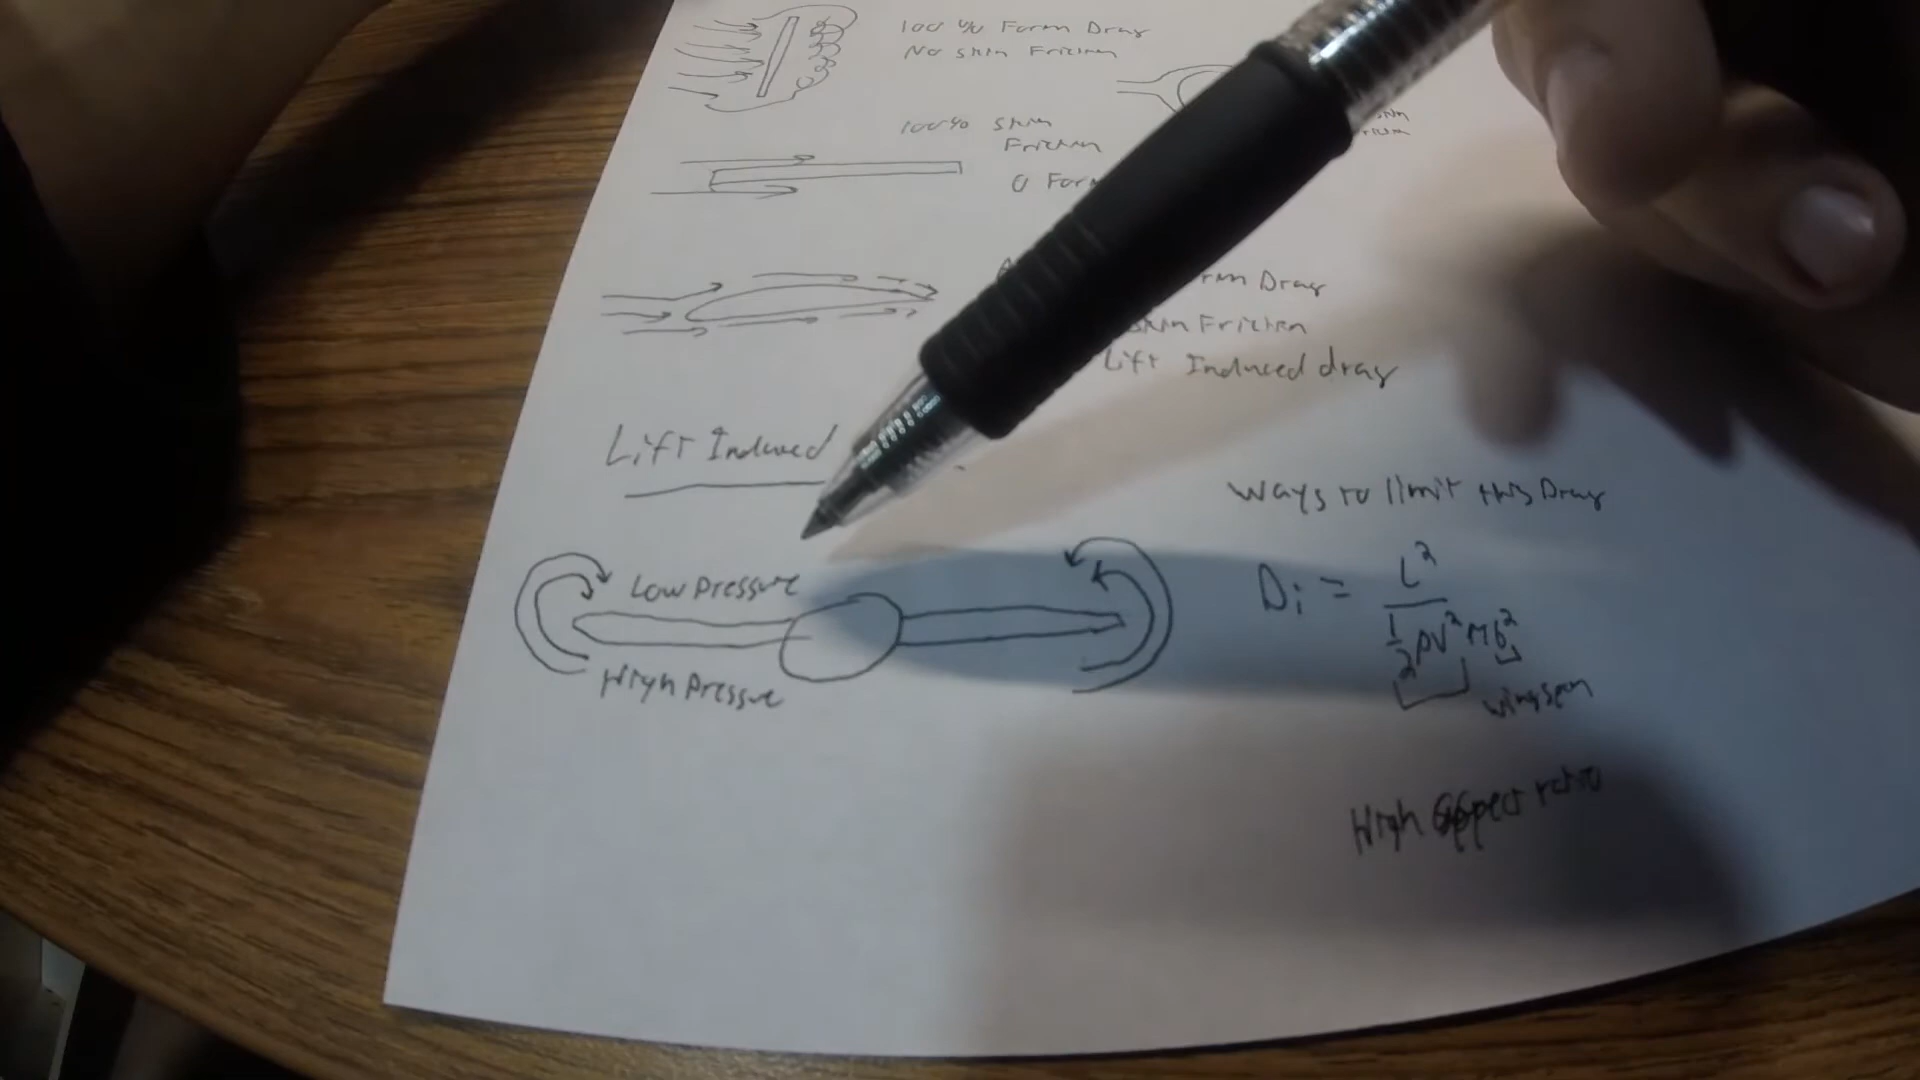 100% Form Drag
No Skin Friction
100% Skin
Friction
0 Form
Form Drag
Skin Friction
Lift Induced drag
Lift Induced
Ways to limit this Drag
Low Pressure
Di = L² / ½ρV²πb²
High Pressure
wingspan
High aspect ratio